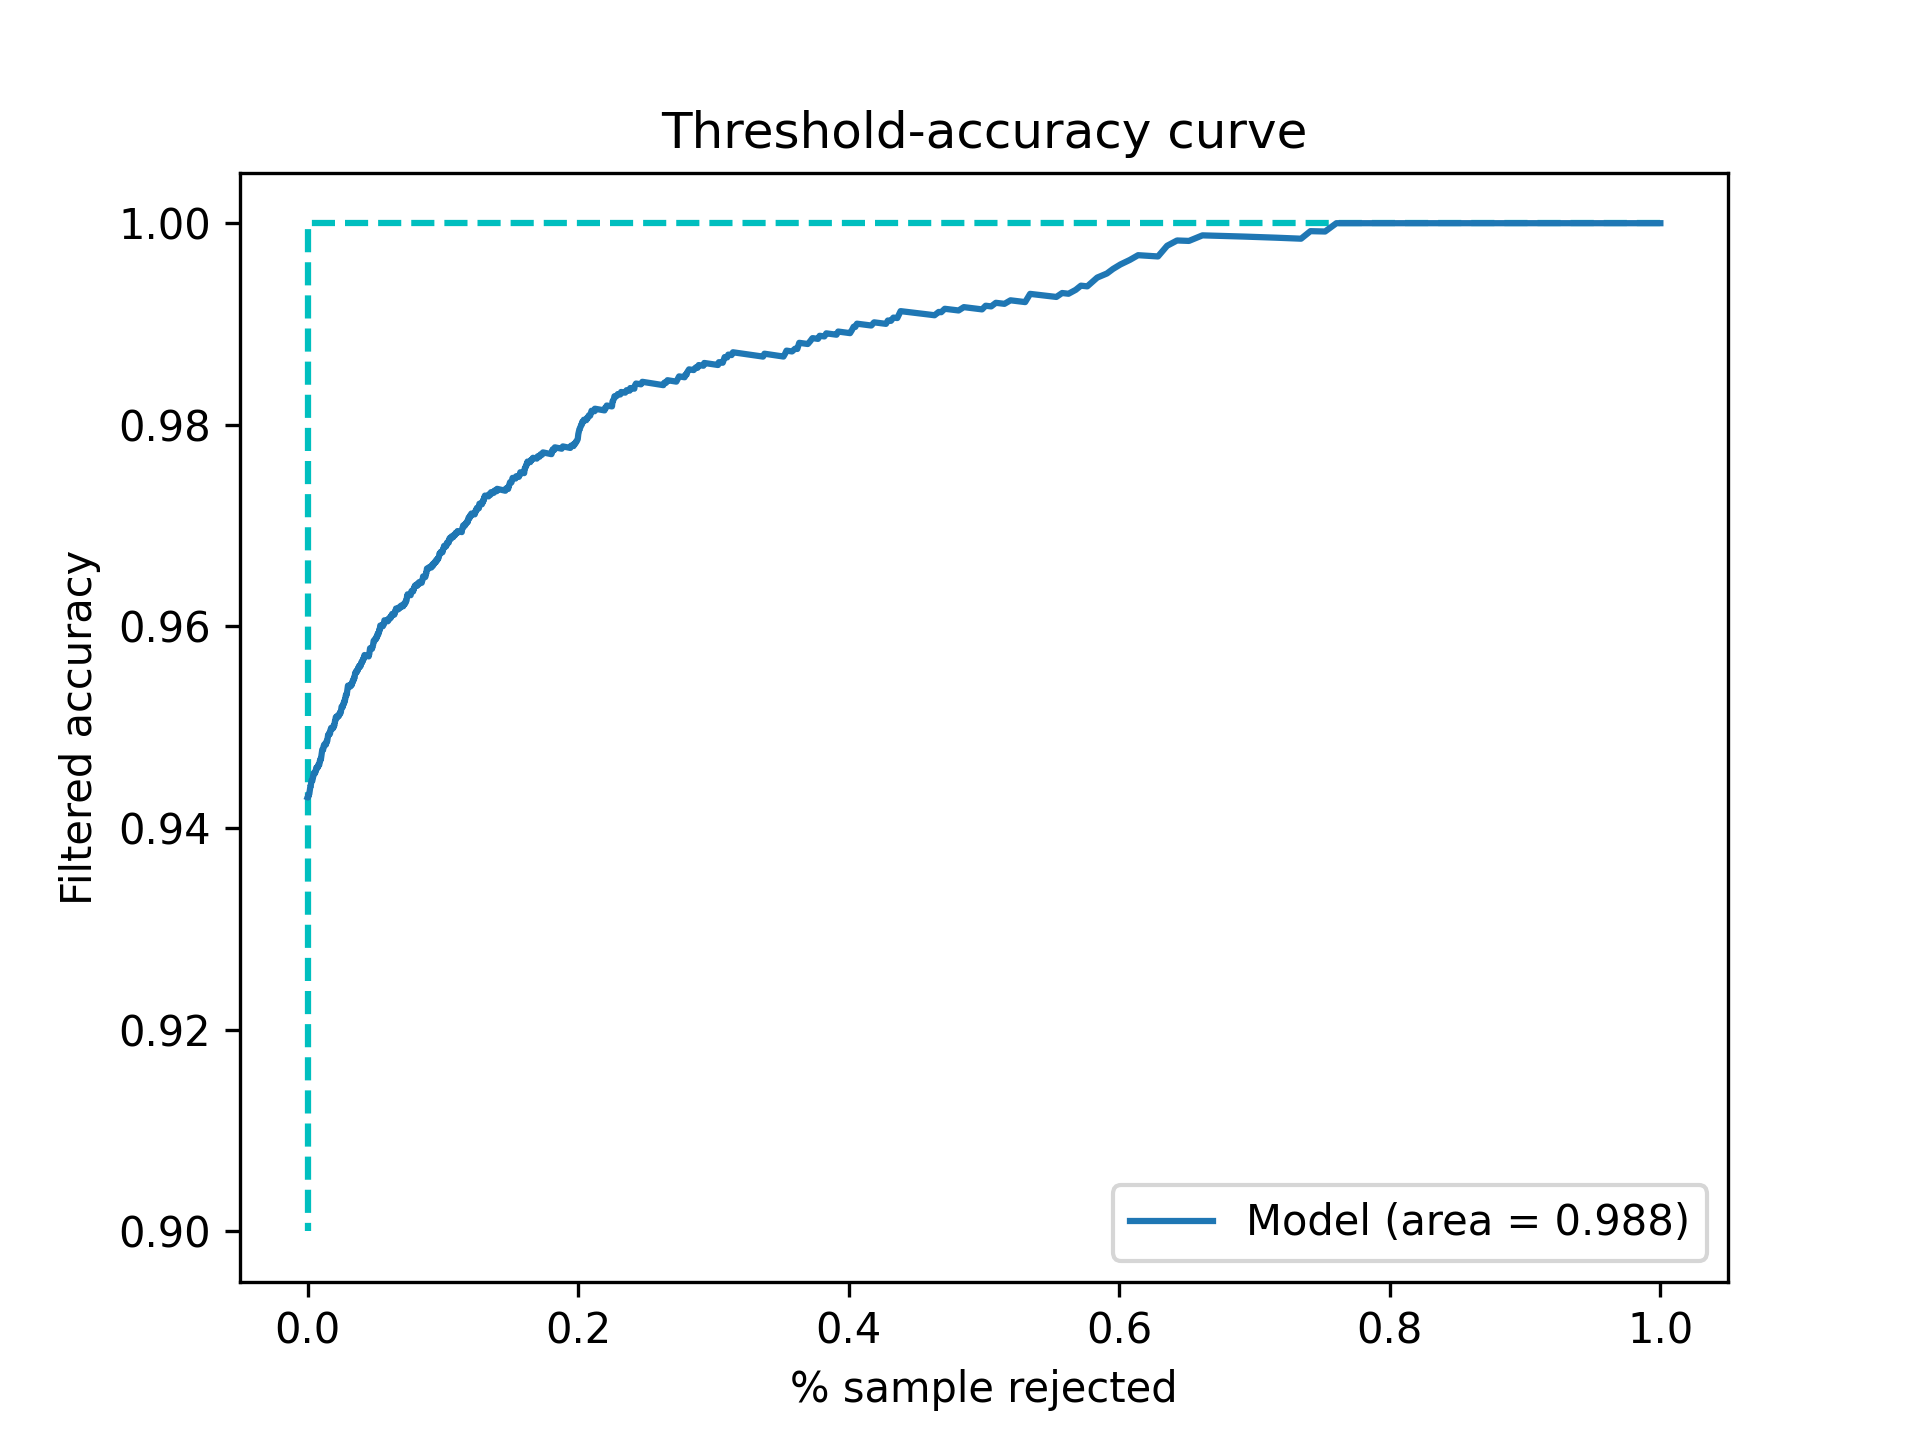 Threshold-accuracy curve
1.00
0.98
0.96
0.94
0.92
0.90
Filtered accuracy
Model (area = 0.988)
0.0 0.2 0.4 0.6 0.8 1.0
% sample rejected